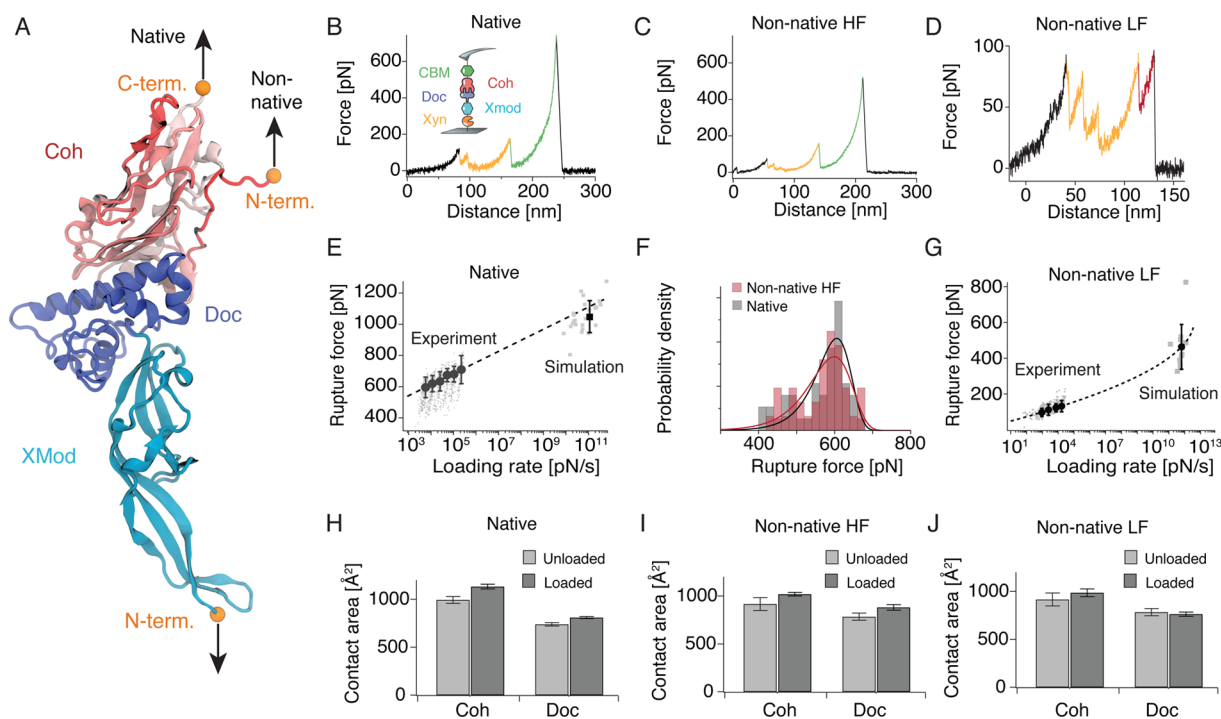 A
Native
C-term.
Non-
native
Coh
N-term.
Doc
XMod
N-term.
B
Native
Force [pN]
600
400
200
0
CBM
Doc
Xyn
Coh
Xmod
0
100
200
300
Distance [nm]
C
Non-native HF
Force [pN]
600
400
200
0
0
100
200
300
Distance [nm]
D
Non-native LF
Force [pN]
100
50
0
0
50
100
150
Distance [nm]
E
Native
Rupture force [pN]
1200
1000
800
600
400
Experiment
Simulation
10³ 10⁴ 10⁵ 10⁶ 10⁷ 10⁸ 10⁹ 10¹⁰ 10¹¹
Loading rate [pN/s]
F
Probability density
Non-native HF
Native
400
600
800
Rupture force [pN]
G
Non-native LF
Rupture force [pN]
800
600
400
200
Experiment
Simulation
10¹ 10⁴ 10⁷ 10¹⁰ 10¹³
Loading rate [pN/s]
H
Native
Contact area [Å²]
1000
500
0
Unloaded
Loaded
Coh
Doc
I
Non-native HF
Contact area [Å²]
1000
500
0
Unloaded
Loaded
Coh
Doc
J
Non-native LF
Contact area [Å²]
1000
500
0
Unloaded
Loaded
Coh
Doc